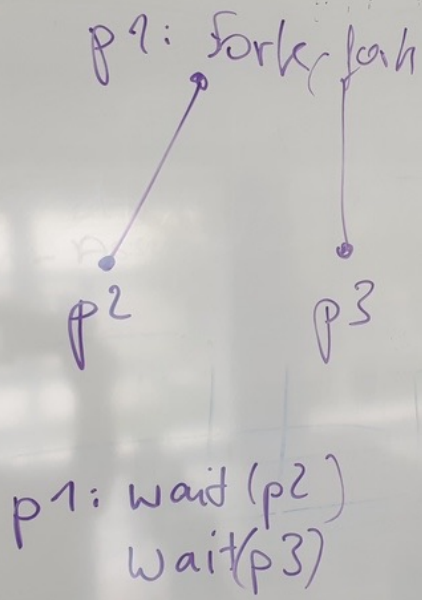 p1: fork, fork
p2
p3
p1: wait (p2)
wait(p3)